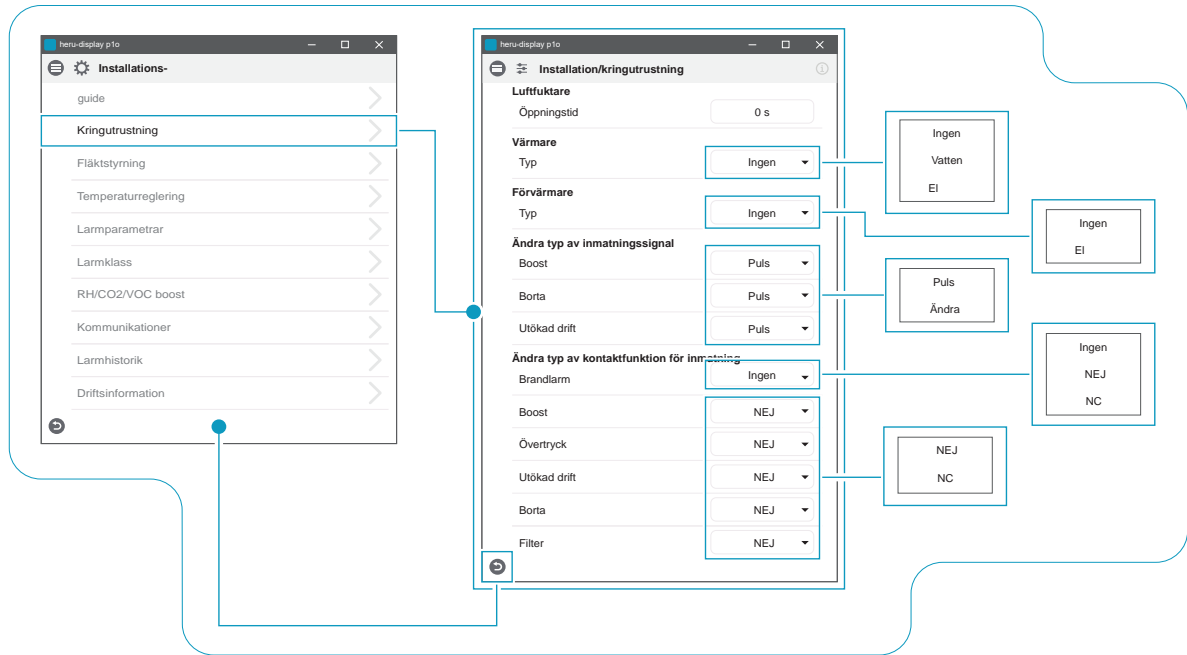 heru-display p1o
Installations-
guide
Kringutrustning
Fläktstyrning
Temperaturreglering
Larmparametrar
Larmklass
RH/CO2/VOC boost
Kommunikationer
Larmhistorik
Driftsinformation
heru-display p1o
Installation/kringutrustning
Luftfuktare
Öppningstid 0 s
Värmare
Typ Ingen
Förvärmare
Typ Ingen
Ändra typ av inmatningssignal
Boost Puls
Borta Puls
Utökad drift Puls
Ändra typ av kontaktfunktion för inmatning
Brandlarm Ingen
Boost NEJ
Övertryck NEJ
Utökad drift NEJ
Borta NEJ
Filter NEJ
Ingen
Vatten
El
Ingen
El
Puls
Ändra
Ingen
NEJ
NC
NEJ
NC